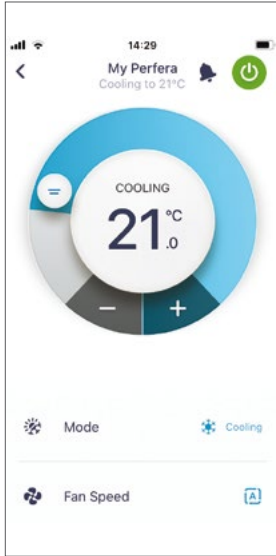 14:29
My Perfera
Cooling to 21°C
COOLING
21.0 °C
− +
Mode Cooling
Fan Speed A